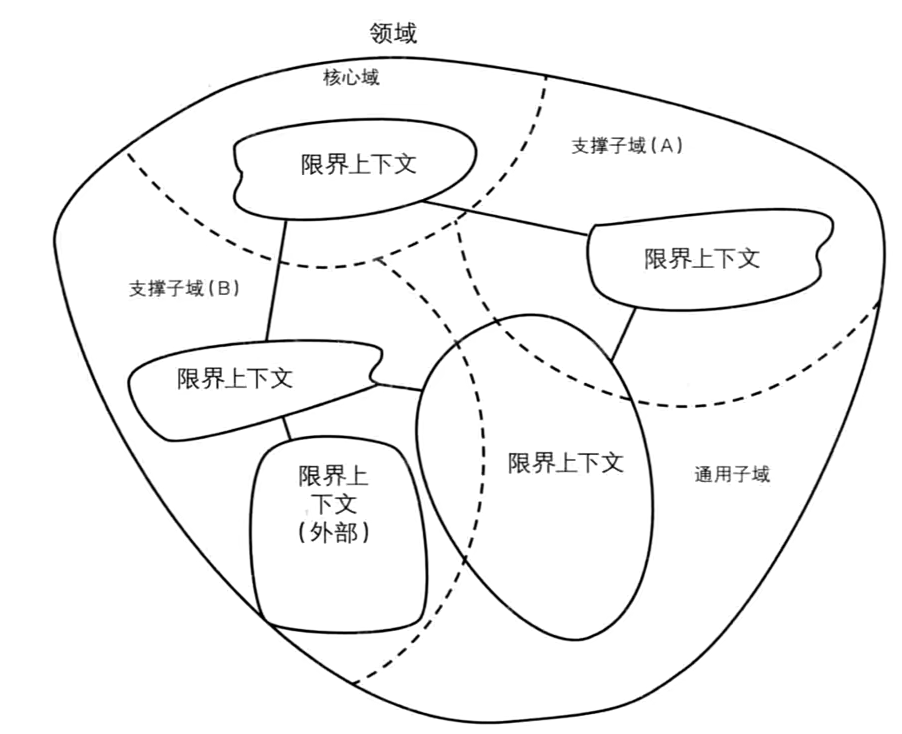 领域
核心域
支撑子域(A)
限界上下文
限界上下文
支撑子域(B)
限界上下文
限界上
下文
(外部)
限界上下文
通用子域